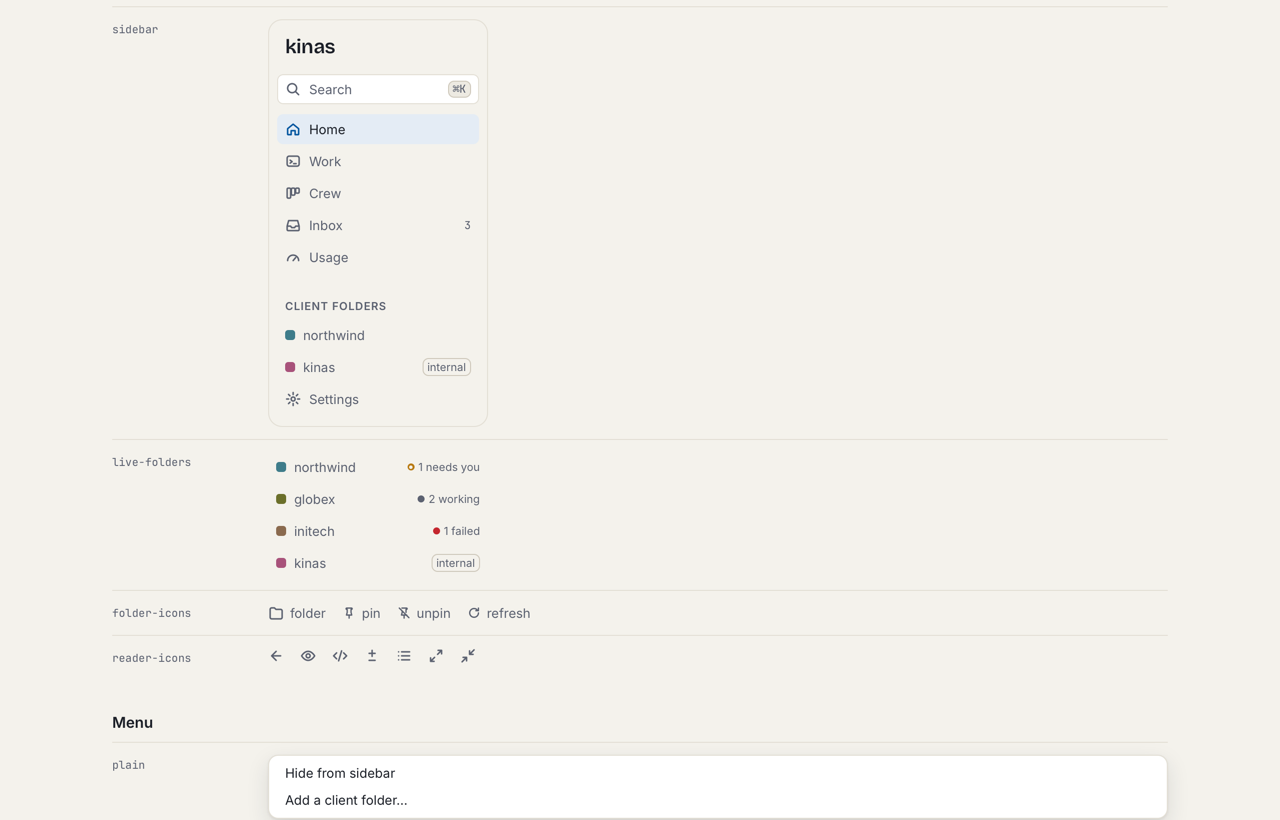 sidebar
kinas
Search ⌘K
Home
Work
Crew
Inbox 3
Usage
CLIENT FOLDERS
northwind
kinas internal
Settings
live-folders
northwind 1 needs you
globex 2 working
initech 1 failed
kinas internal
folder-icons folder pin unpin refresh
reader-icons
Menu
plain
Hide from sidebar
Add a client folder...